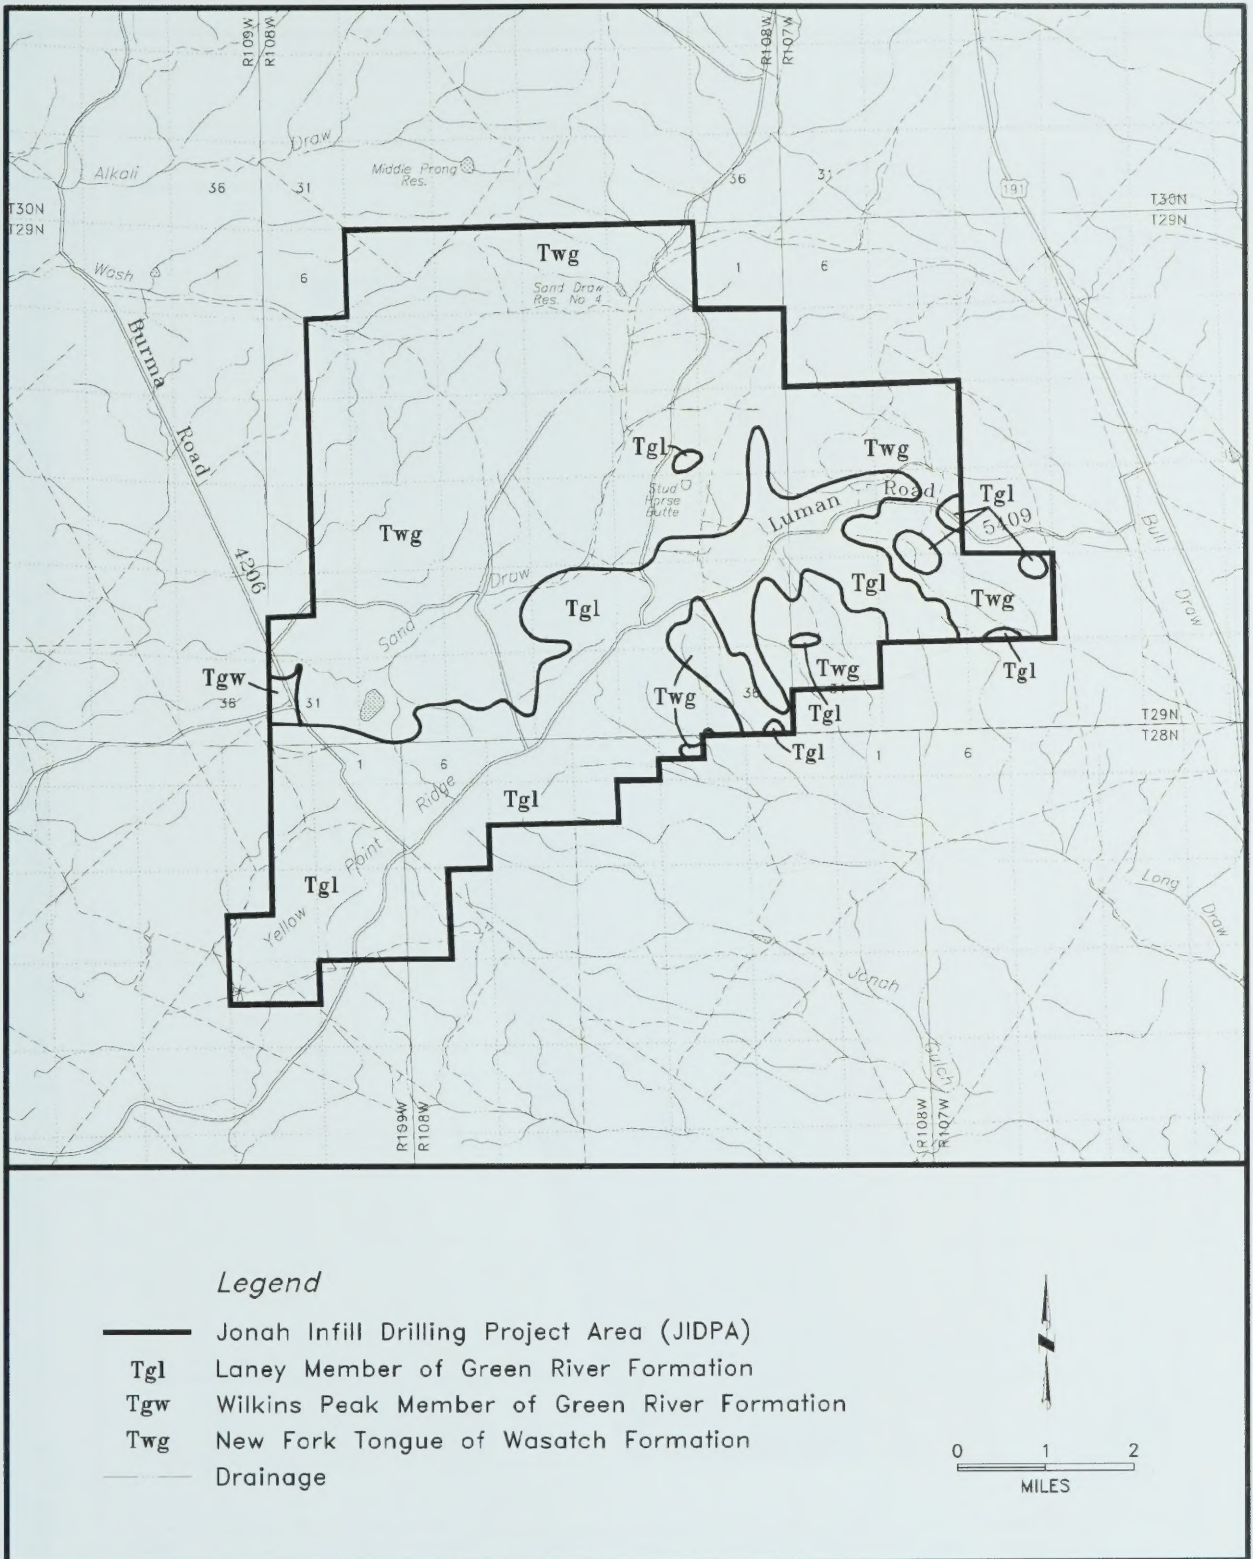 R109W
R108W
R108W
R107W
Draw
Alkali
Middle Prong
Res.
36
31
36
31
191
T30N
T29N
T30N
T29N
Twg
Wash
1
6
1
6
Sand Draw
Res. No 4
Burma
Road
Tgl
Twg
Stud
Horse
Butte
Luman
Road
Tgl
5409
Twg
4206
Bull
Draw
Draw
Sand
Tgl
Tgl
Twg
Tgw
36
31
Twg
36
Twg
Tgl
Tgl
Tgl
T29N
T28N
1
6
1
6
Ridge
Tgl
Point
Tgl
Yellow
Long
Draw
Jonah
Gulch
R109W
R108W
R108W
R107W
Legend
Jonah Infill Drilling Project Area (JIDPA)
Tgl Laney Member of Green River Formation
Tgw Wilkins Peak Member of Green River Formation
Twg New Fork Tongue of Wasatch Formation
Drainage
0 1 2
MILES